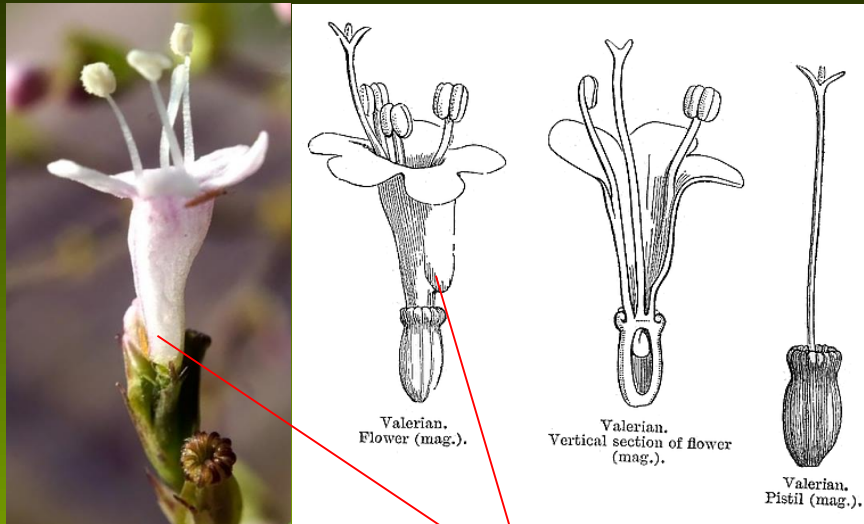 Valerian.
Flower (mag.).
Valerian.
Vertical section of flower
(mag.).
Valerian.
Pistil (mag.).